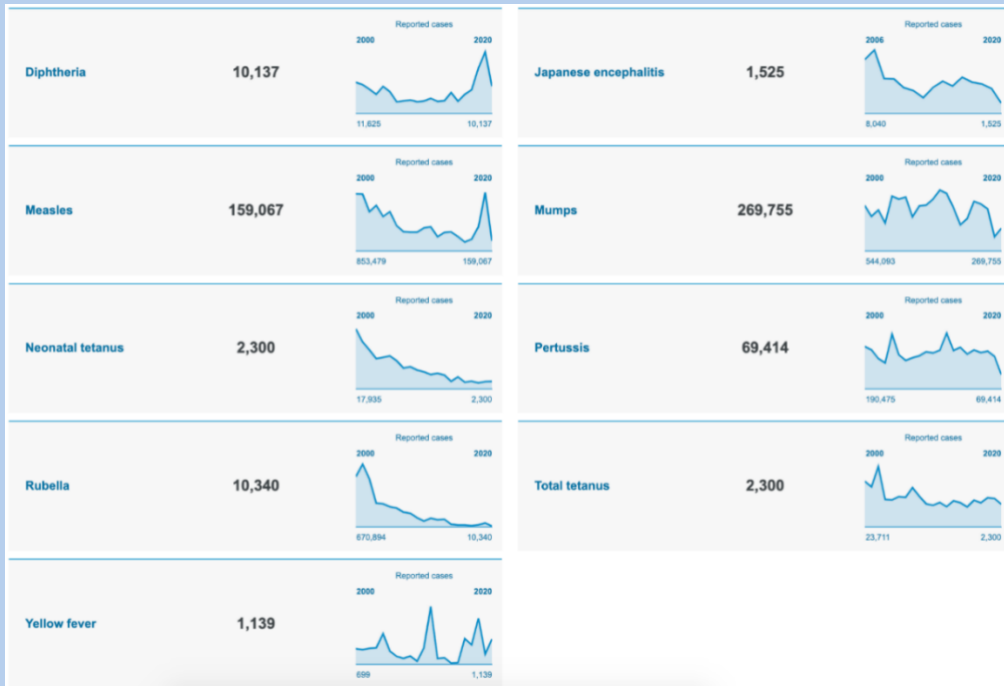 Reported cases
2000 2020
Diphtheria 10,137
11,625 10,137
Reported cases
2006 2020
Japanese encephalitis 1,525
8,040 1,525
Reported cases
2000 2020
Measles 159,067
853,479 159,067
Reported cases
2000 2020
Mumps 269,755
544,093 269,755
Reported cases
2000 2020
Neonatal tetanus 2,300
17,935 2,300
Reported cases
2000 2020
Pertussis 69,414
190,475 69,414
Reported cases
2000 2020
Rubella 10,340
670,894 10,340
Reported cases
2000 2020
Total tetanus 2,300
23,711 2,300
Reported cases
2000 2020
Yellow fever 1,139
699 1,139